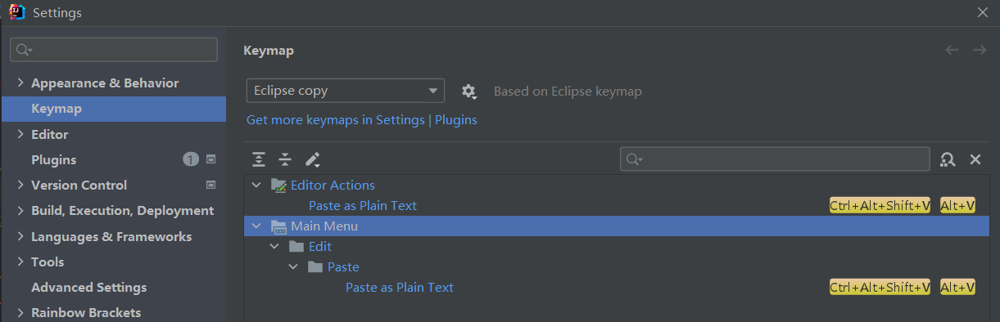 Settings
Keymap
Appearance & Behavior
Keymap
Editor
Plugins 1
Version Control
Build, Execution, Deployment
Languages & Frameworks
Tools
Advanced Settings
Rainbow Brackets
Eclipse copy
Based on Eclipse keymap
Get more keymaps in Settings | Plugins
Editor Actions
Paste as Plain Text Ctrl+Alt+Shift+V Alt+V
Main Menu
Edit
Paste
Paste as Plain Text Ctrl+Alt+Shift+V Alt+V